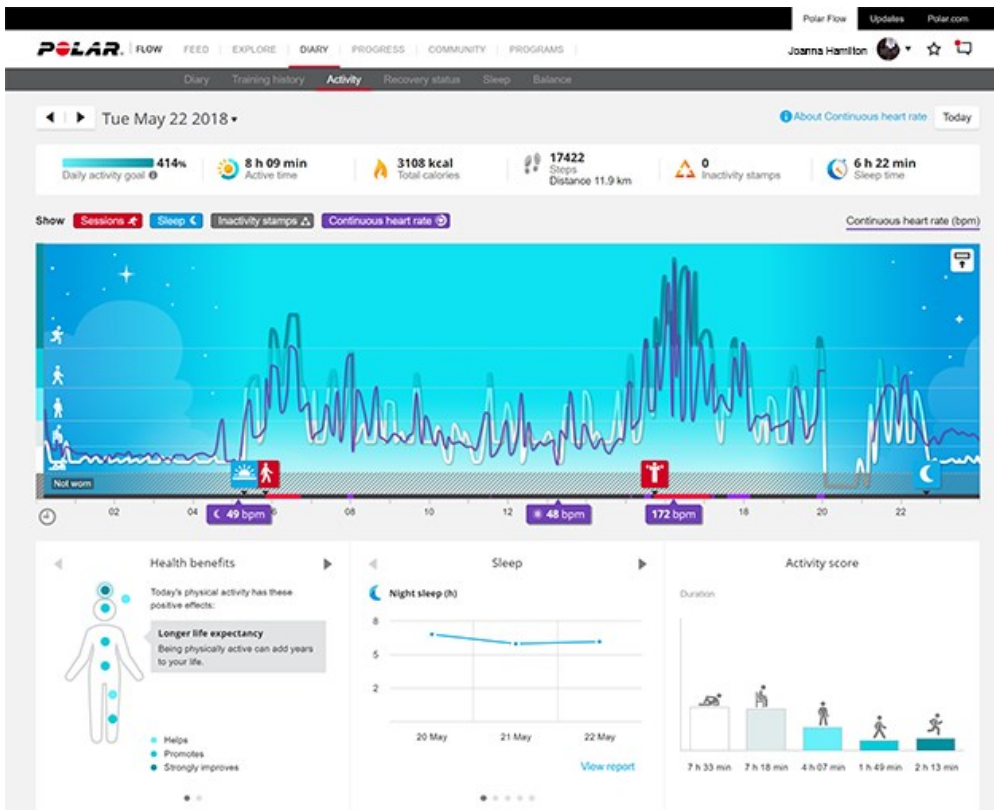 Polar Flow Updates Polar.com
POLAR. FLOW FEED EXPLORE DIARY PROGRESS COMMUNITY PROGRAMS Joanna Hamilton
Diary Training history Activity Recovery status Sleep Balance
Tue May 22 2018 About Continuous heart rate Today
414% 8 h 09 min 3108 kcal 17422 0 6 h 22 min
Daily activity goal Active time Total calories Steps Inactivity stamps Sleep time
Distance 11.9 km
Show Sessions Sleep Inactivity stamps Continuous heart rate Continuous heart rate (bpm)
Not worn
02 04 06 08 10 12 18 20 22
49 bpm 48 bpm 172 bpm
Health benefits Sleep Activity score
Today's physical activity has these
positive effects:
Longer life expectancy
Being physically active can add years
to your life.
Helps
Promotes
Strongly improves
Night sleep (h)
8
5
2
20 May 21 May 22 May
View report
Duration
7 h 33 min 7 h 18 min 4 h 07 min 1 h 49 min 2 h 13 min